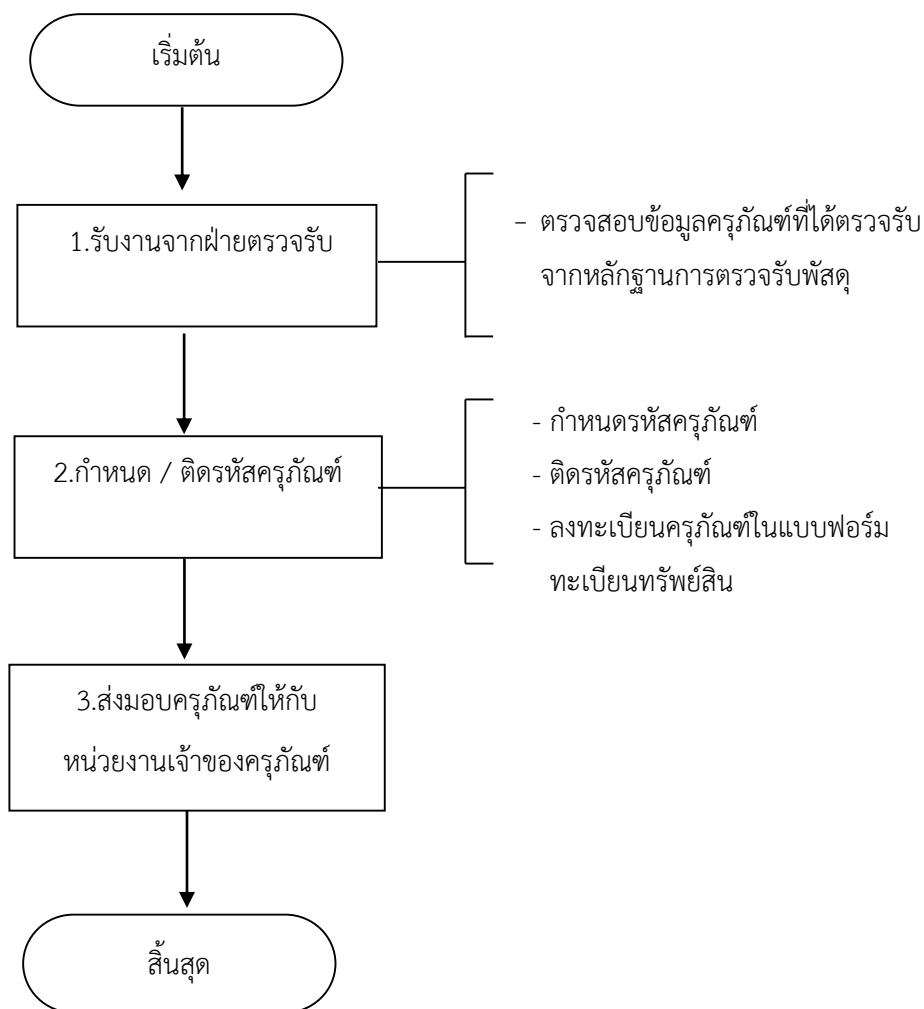 เริ่มต้น
1.รับงานจากฝ่ายตรวจรับ
– ตรวจสอบข้อมูลครุภัณฑ์ที่ได้ตรวจรับ
จากหลักฐานการตรวจรับพัสดุ
2.กำหนด / ติดรหัสครุภัณฑ์
- กำหนดรหัสครุภัณฑ์
- ติดรหัสครุภัณฑ์
- ลงทะเบียนครุภัณฑ์ในแบบฟอร์ม
ทะเบียนทรัพย์สิน
3.ส่งมอบครุภัณฑ์ให้กับ
หน่วยงานเจ้าของครุภัณฑ์
สิ้นสุด